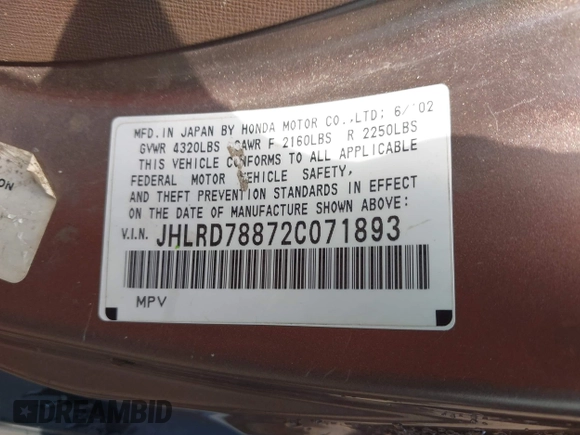 MFD.IN JAPAN BY HONDA MOTOR CO.,LTD: 6/'02
GVWR 4320LBS GAWR F 2160LBS R 2250LBS
THIS VEHICLE CONFORMS TO ALL APPLICABLE
FEDERAL MOTOR VEHICLE SAFETY,
AND THEFT PREVENTION STANDARDS IN EFFECT
ON THE DATE OF MANUFACTURE SHOWN ABOVE:
V.I.N. JHLRD78872C071893
MPV
DREAMBID